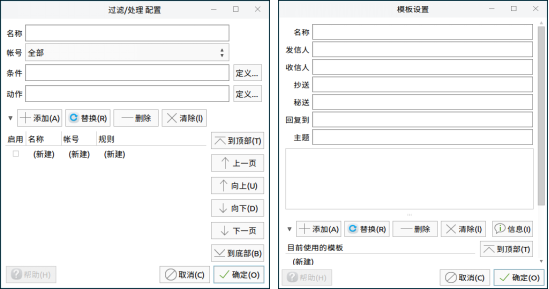 过滤/处理 配置
名称
帐号 全部
条件 定义...
动作 定义...
添加(A) 替换(R) 删除 清除(l)
启用 名称 帐号 规则
(新建) (新建) (新建)
到顶部(T)
上一页
向上(U)
向下(D)
下一页
到底部(B)
帮助(H) 取消(C) 确定(O)
模板设置
名称
发信人
收信人
抄送
秘送
回复到
主题
添加(A) 替换(R) 删除 清除(l) 信息(I)
目前使用的模板
(新建)
到顶部(T)
帮助(H) 取消(C) 确定(O)